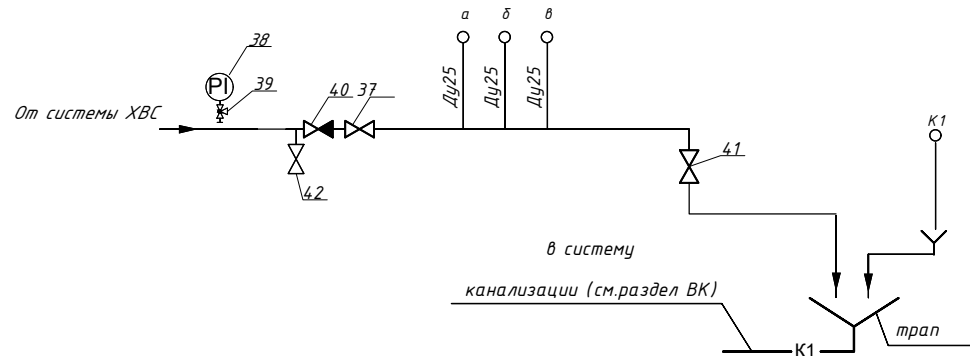 а б в
38
PI
39
Ду25 Ду25 Ду25
40 37
От системы ХВС
К1
41
42
в систему
канализации (см.раздел ВК)
трап
К1